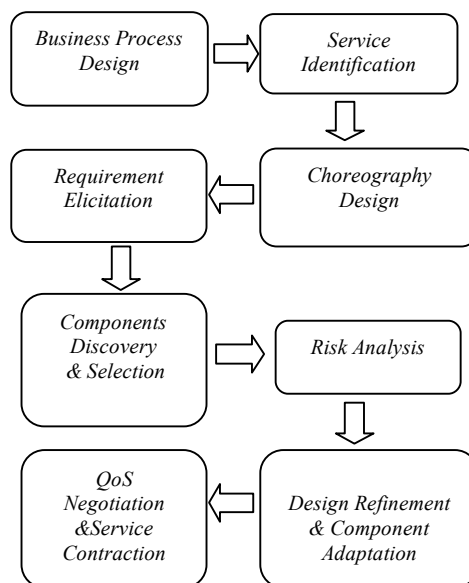 Business Process
Design
Service
Identification
Choreography
Design
Requirement
Elicitation
Components
Discovery
& Selection
Risk Analysis
Design Refinement
& Component
Adaptation
QoS
Negotiation
&Service
Contraction